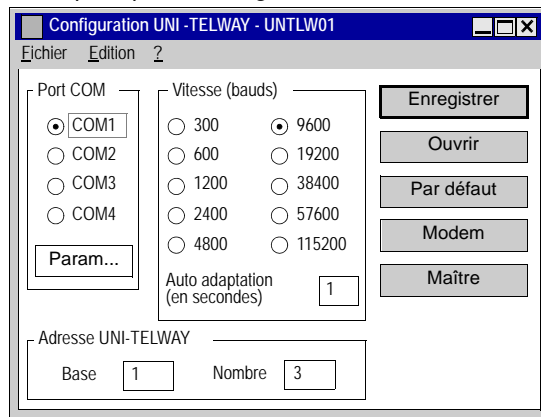 Configuration UNI -TELWAY - UNTLW01
Fichier Edition ?
Port COM
COM1
COM2
COM3
COM4
Param...
Vitesse (bauds)
300 9600
600 19200
1200 38400
2400 57600
4800 115200
Auto adaptation
(en secondes) 1
Enregistrer
Ouvrir
Par défaut
Modem
Maître
Adresse UNI-TELWAY
Base 1 Nombre 3